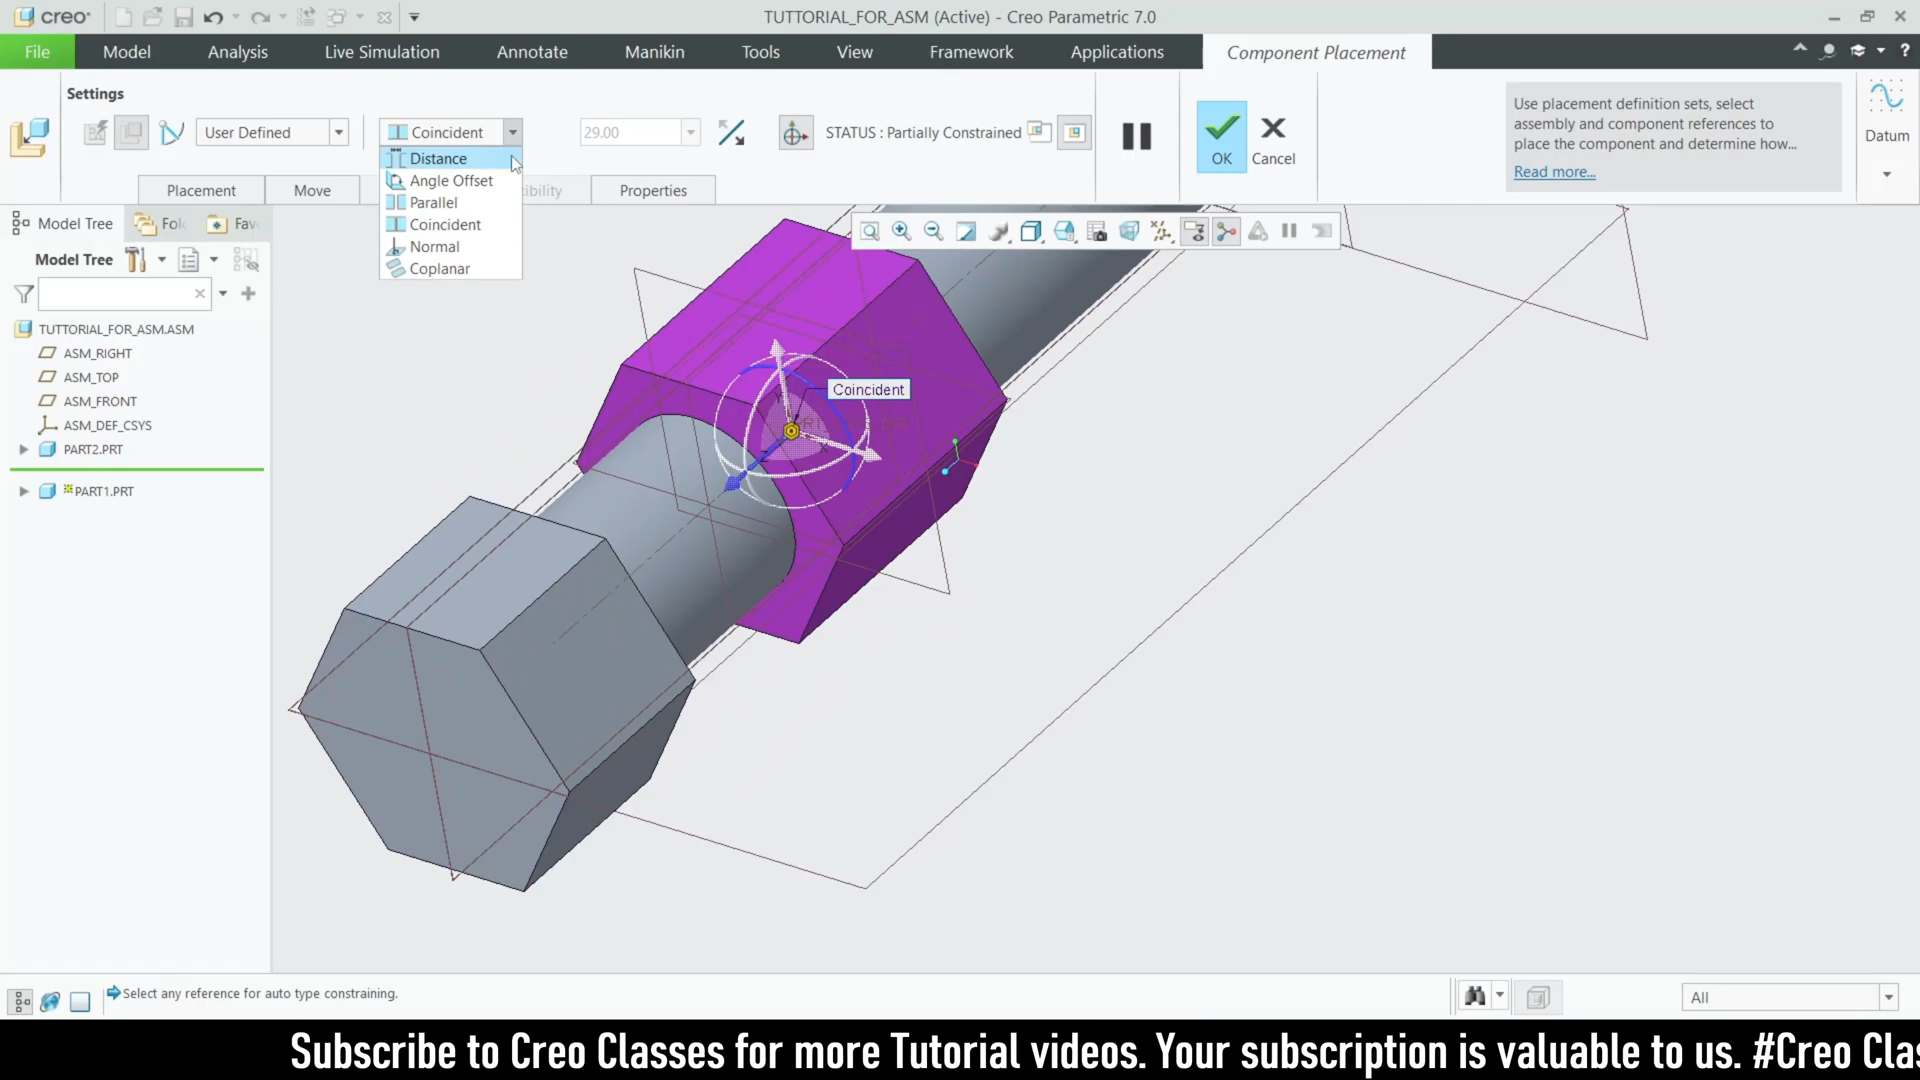 creo
TUTTORIAL_FOR_ASM (Active) - Creo Parametric 7.0
File
Model
Analysis
Live Simulation
Annotate
Manikin
Tools
View
Framework
Applications
Component Placement
Settings
User Defined
Coincident
29.00
STATUS : Partially Constrained
OK
Cancel
Use placement definition sets, select
assembly and component references to
place the component and determine how...
Read more...
Datum
Distance
Angle Offset
Parallel
Coincident
Normal
Coplanar
Placement
Move
ibility
Properties
Model Tree
Fol
Fav
Model Tree
TUTTORIAL_FOR_ASM.ASM
ASM_RIGHT
ASM_TOP
ASM_FRONT
ASM_DEF_CSYS
PART2.PRT
PART1.PRT
Coincident
Select any reference for auto type constraining.
All
Subscribe to Creo Classes for more Tutorial videos. Your subscription is valuable to us. #Creo Clas